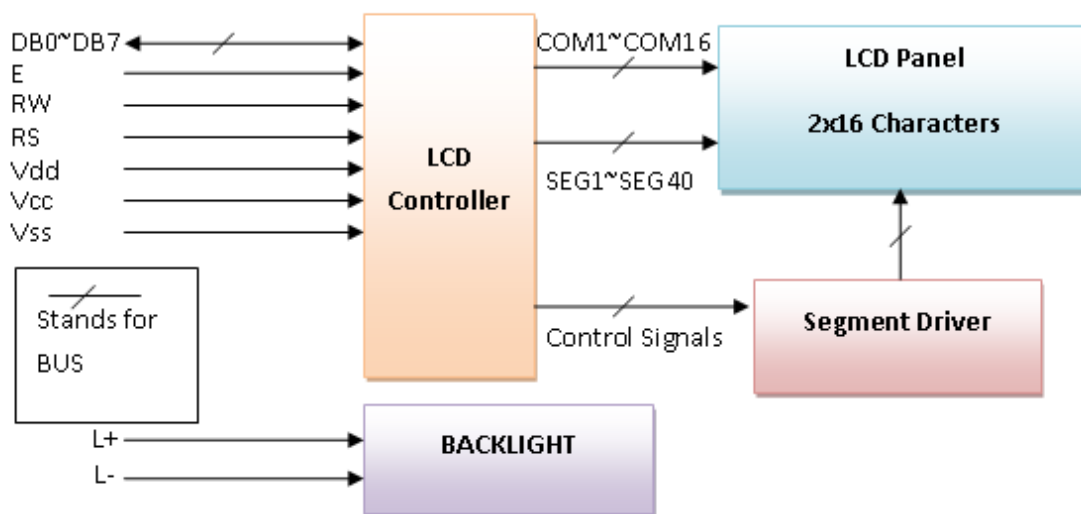 DB0~DB7
E
RW
RS
Vdd
Vcc
Vss
LCD
Controller
COM1~COM16
SEG1~SEG40
LCD Panel
2x16 Characters
Control Signals
Segment Driver
Stands for
BUS
L+
L-
BACKLIGHT